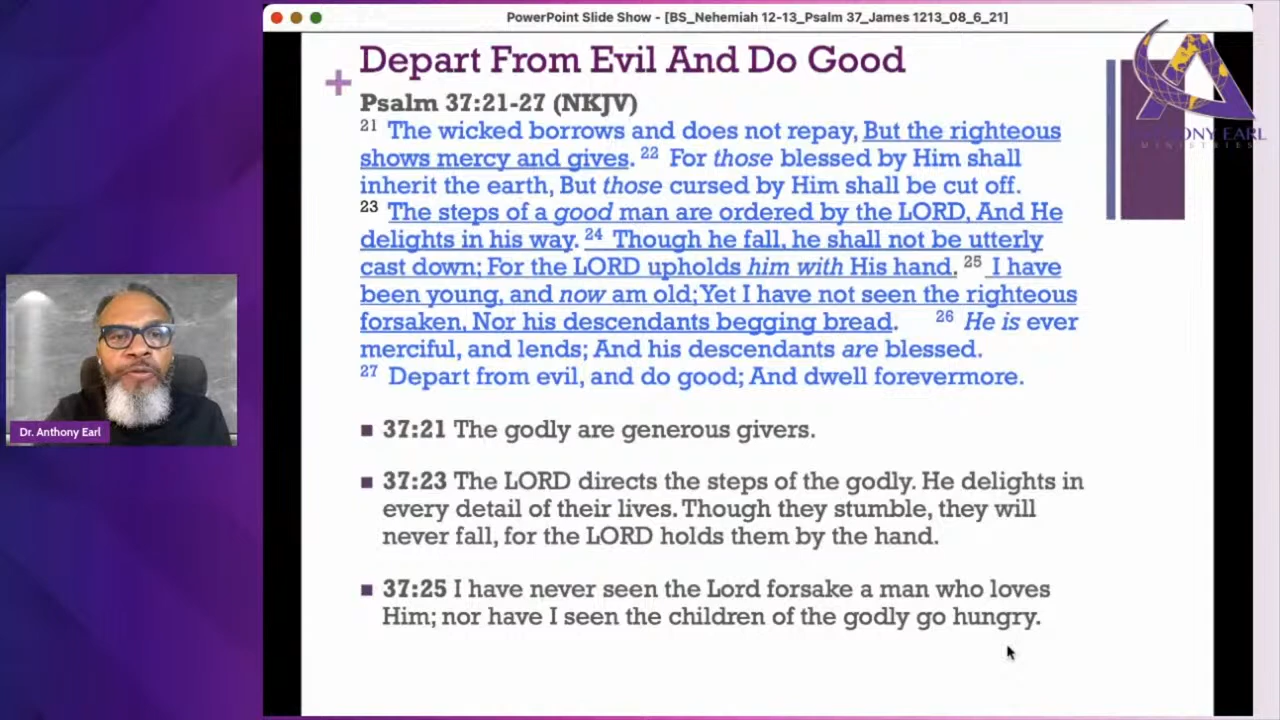 PowerPoint Slide Show - [BS_Nehemiah 12-13_Psalm 37_James 1213_08_6_21]
Depart From Evil And Do Good
Psalm 37:21-27 (NKJV)
21 The wicked borrows and does not repay, But the righteous
shows mercy and gives. 22 For those blessed by Him shall
inherit the earth, But those cursed by Him shall be cut off.
23 The steps of a good man are ordered by the LORD, And He
delights in his way. 24 Though he fall, he shall not be utterly
cast down; For the LORD upholds him with His hand. 25 I have
been young, and now am old; Yet I have not seen the righteous
forsaken, Nor his descendants begging bread. 26 He is ever
merciful, and lends; And his descendants are blessed.
27 Depart from evil, and do good; And dwell forevermore.
37:21 The godly are generous givers.
37:23 The LORD directs the steps of the godly. He delights in
every detail of their lives. Though they stumble, they will
never fall, for the LORD holds them by the hand.
37:25 I have never seen the Lord forsake a man who loves
Him; nor have I seen the children of the godly go hungry.
Dr. Anthony Earl
EARL
MINISTRIES